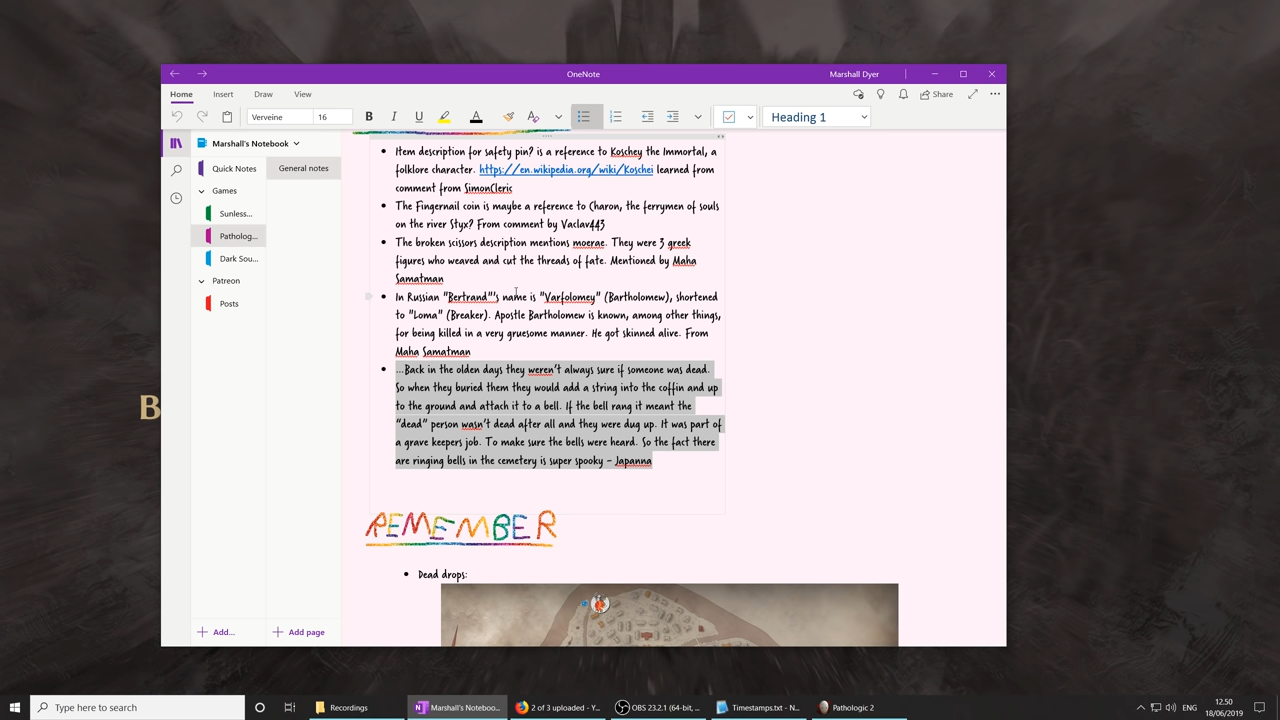 OneNote
Marshall Dyer
Home
Insert
Draw
View
Share
Verveine
16
B
I
U
A
Heading 1
Marshall's Notebook
Quick Notes
General notes
Games
Sunless...
Patholog...
Dark Sou...
Patreon
Posts
Item description for safety pin? is a reference to Koschey the Immortal, a
folklore character. https://en.wikipedia.org/wiki/Koschei learned from
comment from SimonCleric
The Fingernail coin is maybe a reference to Charon, the ferrymen of souls
on the river Styx? From comment by Vaclav443
The broken scissors description mentions moerae. They were 3 greek
figures who weaved and cut the threads of fate. Mentioned by Maha
Samatman
In Russian "Bertrand"'s name is "Varfolomey" (Bartholomew), shortened
to "Loma" (Breaker). Apostle Bartholomew is known, among other things,
for being killed in a very gruesome manner. He got skinned alive. From
Maha Samatman
...Back in the olden days they weren't always sure if someone was dead.
So when they buried them they would add a string into the coffin and up
to the ground and attach it to a bell. If the bell rang it meant the
"dead" person wasn't dead after all and they were dug up. It was part of
a grave keepers job. To make sure the bells were heard. So the fact there
are ringing bells in the cemetery is super spooky - Japanna
REMEMBER
Dead drops:
Add...
Add page
B
Type here to search
Recordings
Marshall's Notebo...
2 of 3 uploaded - Y...
OBS 23.2.1 (64-bit, ...
Timestamps.txt - N...
Pathologic 2
ENG
12.50
18/06/2019